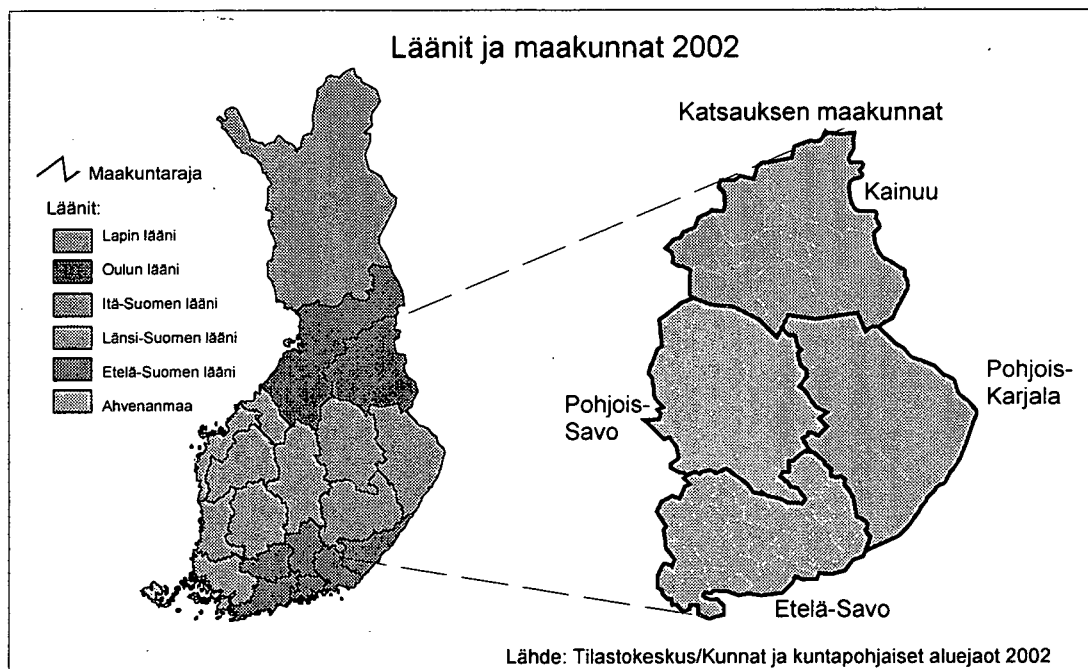 Läänit ja maakunnat 2002
Katsauksen maakunnat
Maakuntaraja
Läänit:
Lapin lääni
Oulun lääni
Itä-Suomen lääni
Länsi-Suomen lääni
Etelä-Suomen lääni
Ahvenanmaa
Kainuu
Pohjois-
Karjala
Pohjois-
Savo
Etelä-Savo
Lähde: Tilastokeskus/Kunnat ja kuntapohjaiset aluejaot 2002